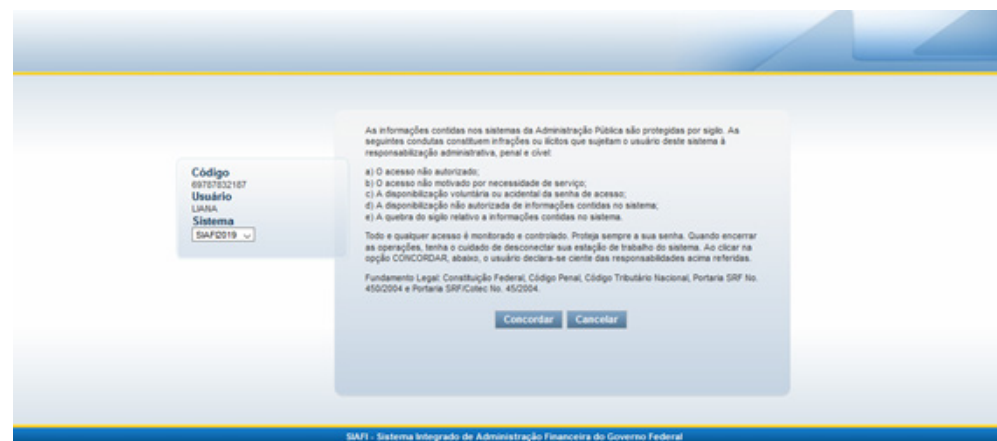 Código
69787832187
Usuário
LIANA
Sistema
SIAFI2019
As informações contidas nos sistemas da Administração Pública são protegidas por sigilo. As
seguintes condutas constituem infrações ou ilícitos que sujeitam o usuário deste sistema à
responsabilização administrativa, penal e cível:
a) O acesso não autorizado;
b) O acesso não motivado por necessidade de serviço;
c) A disponibilização voluntária ou acidental da senha de acesso;
d) A disponibilização não autorizada de informações contidas no sistema;
e) A quebra do sigilo relativo a informações contidas no sistema.
Todo e qualquer acesso é monitorado e controlado. Proteja sempre a sua senha. Quando encerrar
as operações, tenha o cuidado de desconectar sua estação de trabalho do sistema. Ao clicar na
opção CONCORDAR, abaixo, o usuário declara-se ciente das responsabilidades acima referidas.
Fundamento Legal: Constituição Federal, Código Penal, Código Tributário Nacional, Portaria SRF No.
450/2004 e Portaria SRF/Cotec No. 45/2004.
Concordar Cancelar
SIAFI - Sistema Integrado de Administração Financeira do Governo Federal